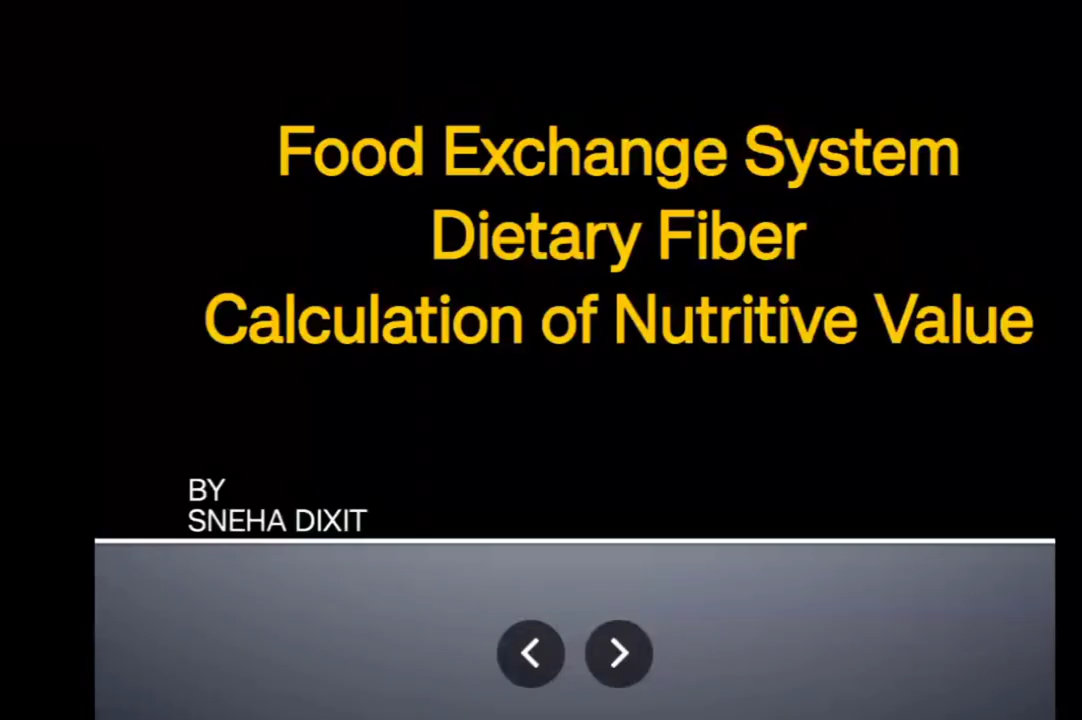 Food Exchange System
Dietary Fiber
Calculation of Nutritive Value
BY
SNEHA DIXIT